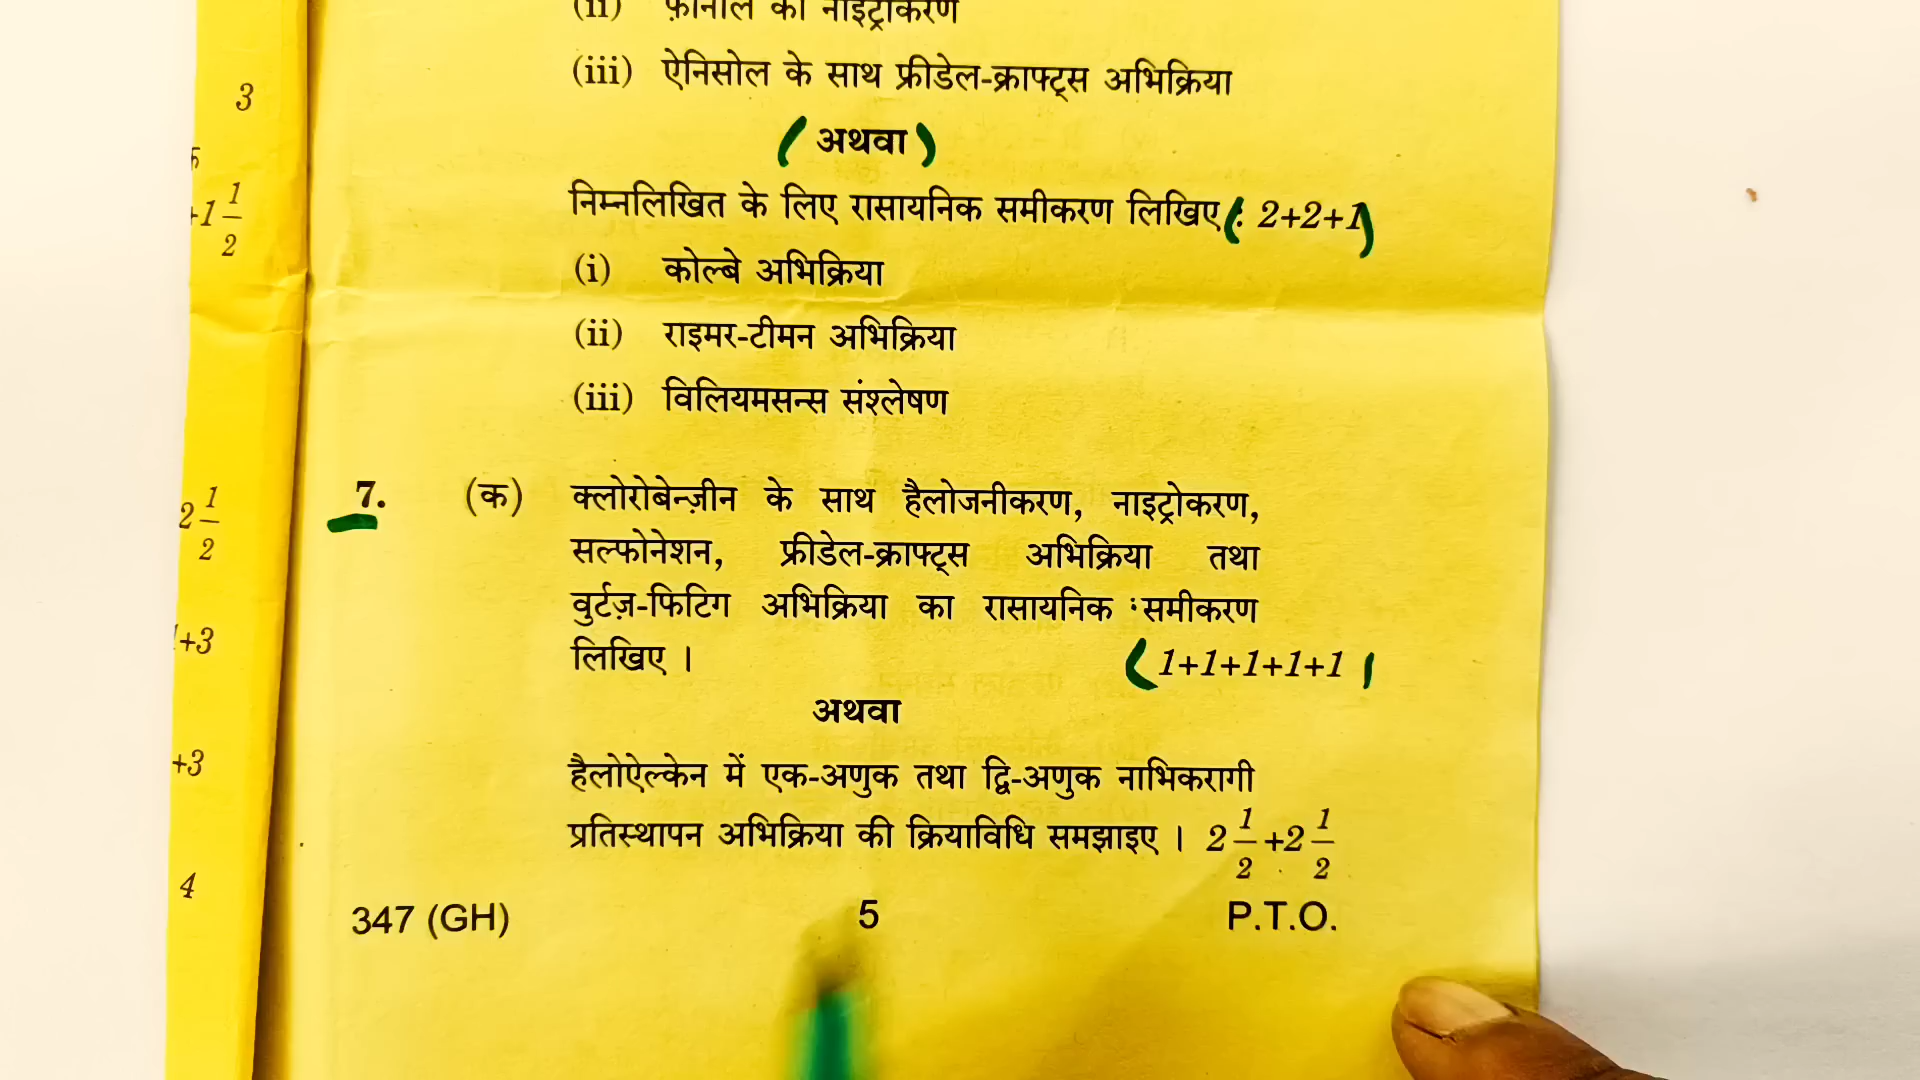 (ii) फ़ीनॉल का नाइट्रोकरण
3
(iii) ऐनिसोल के साथ फ्रीडेल-क्राफ्ट्स अभिक्रिया
( अथवा )
+1 1/2
निम्नलिखित के लिए रासायनिक समीकरण लिखिए : 2+2+1
(i) कोल्बे अभिक्रिया
(ii) राइमर-टीमन अभिक्रिया
(iii) विलियमसन्स संश्लेषण
2 1/2
7. (क) क्लोरोबेन्ज़ीन के साथ हैलोजनीकरण, नाइट्रोकरण,
सल्फोनेशन, फ्रीडेल-क्राफ्ट्स अभिक्रिया तथा
वुर्टज़-फिटिग अभिक्रिया का रासायनिक समीकरण
लिखिए । 1+1+1+1+1
+3
अथवा
+3
हैलोऐल्केन में एक-अणुक तथा द्वि-अणुक नाभिकरागी
प्रतिस्थापन अभिक्रिया की क्रियाविधि समझाइए । 2 1/2 +2 1/2
4
347 (GH) 5 P.T.O.